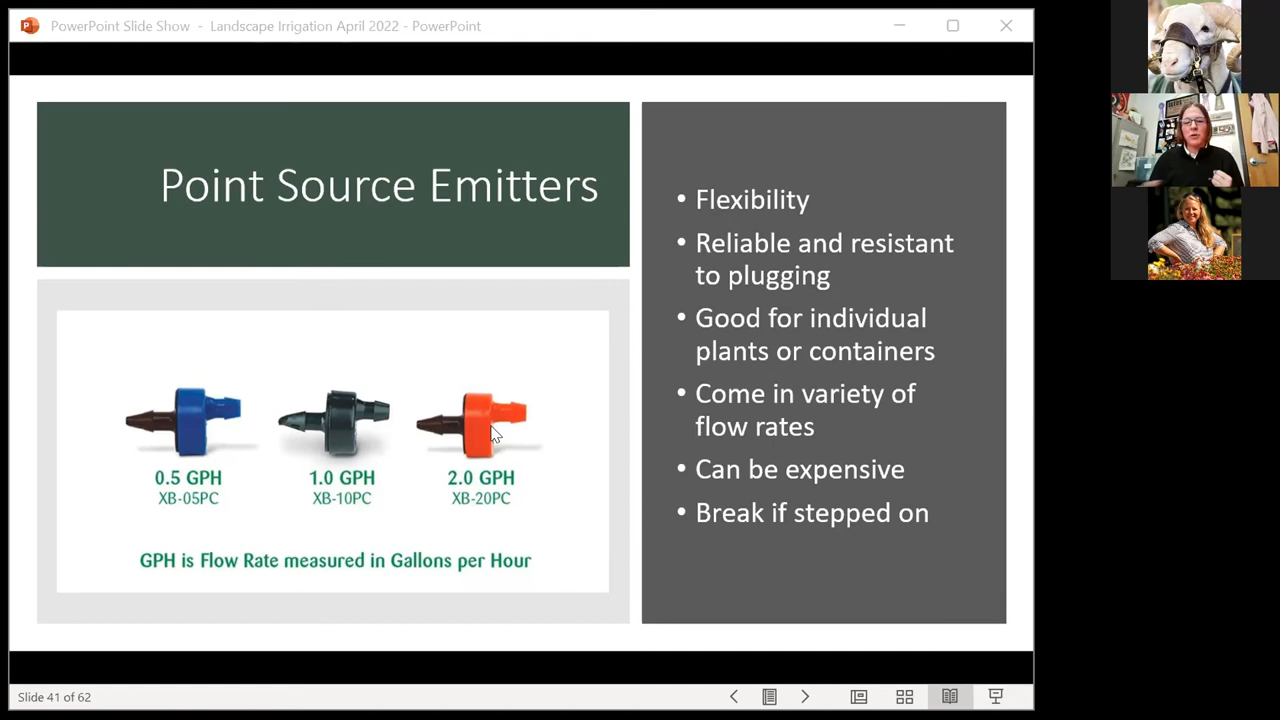 PowerPoint Slide Show - Landscape Irrigation April 2022 - PowerPoint
Point Source Emitters
0.5 GPH
XB-05PC
1.0 GPH
XB-10PC
2.0 GPH
XB-20PC
GPH is Flow Rate measured in Gallons per Hour
• Flexibility
• Reliable and resistant
to plugging
• Good for individual
plants or containers
• Come in variety of
flow rates
• Can be expensive
• Break if stepped on
Slide 41 of 62